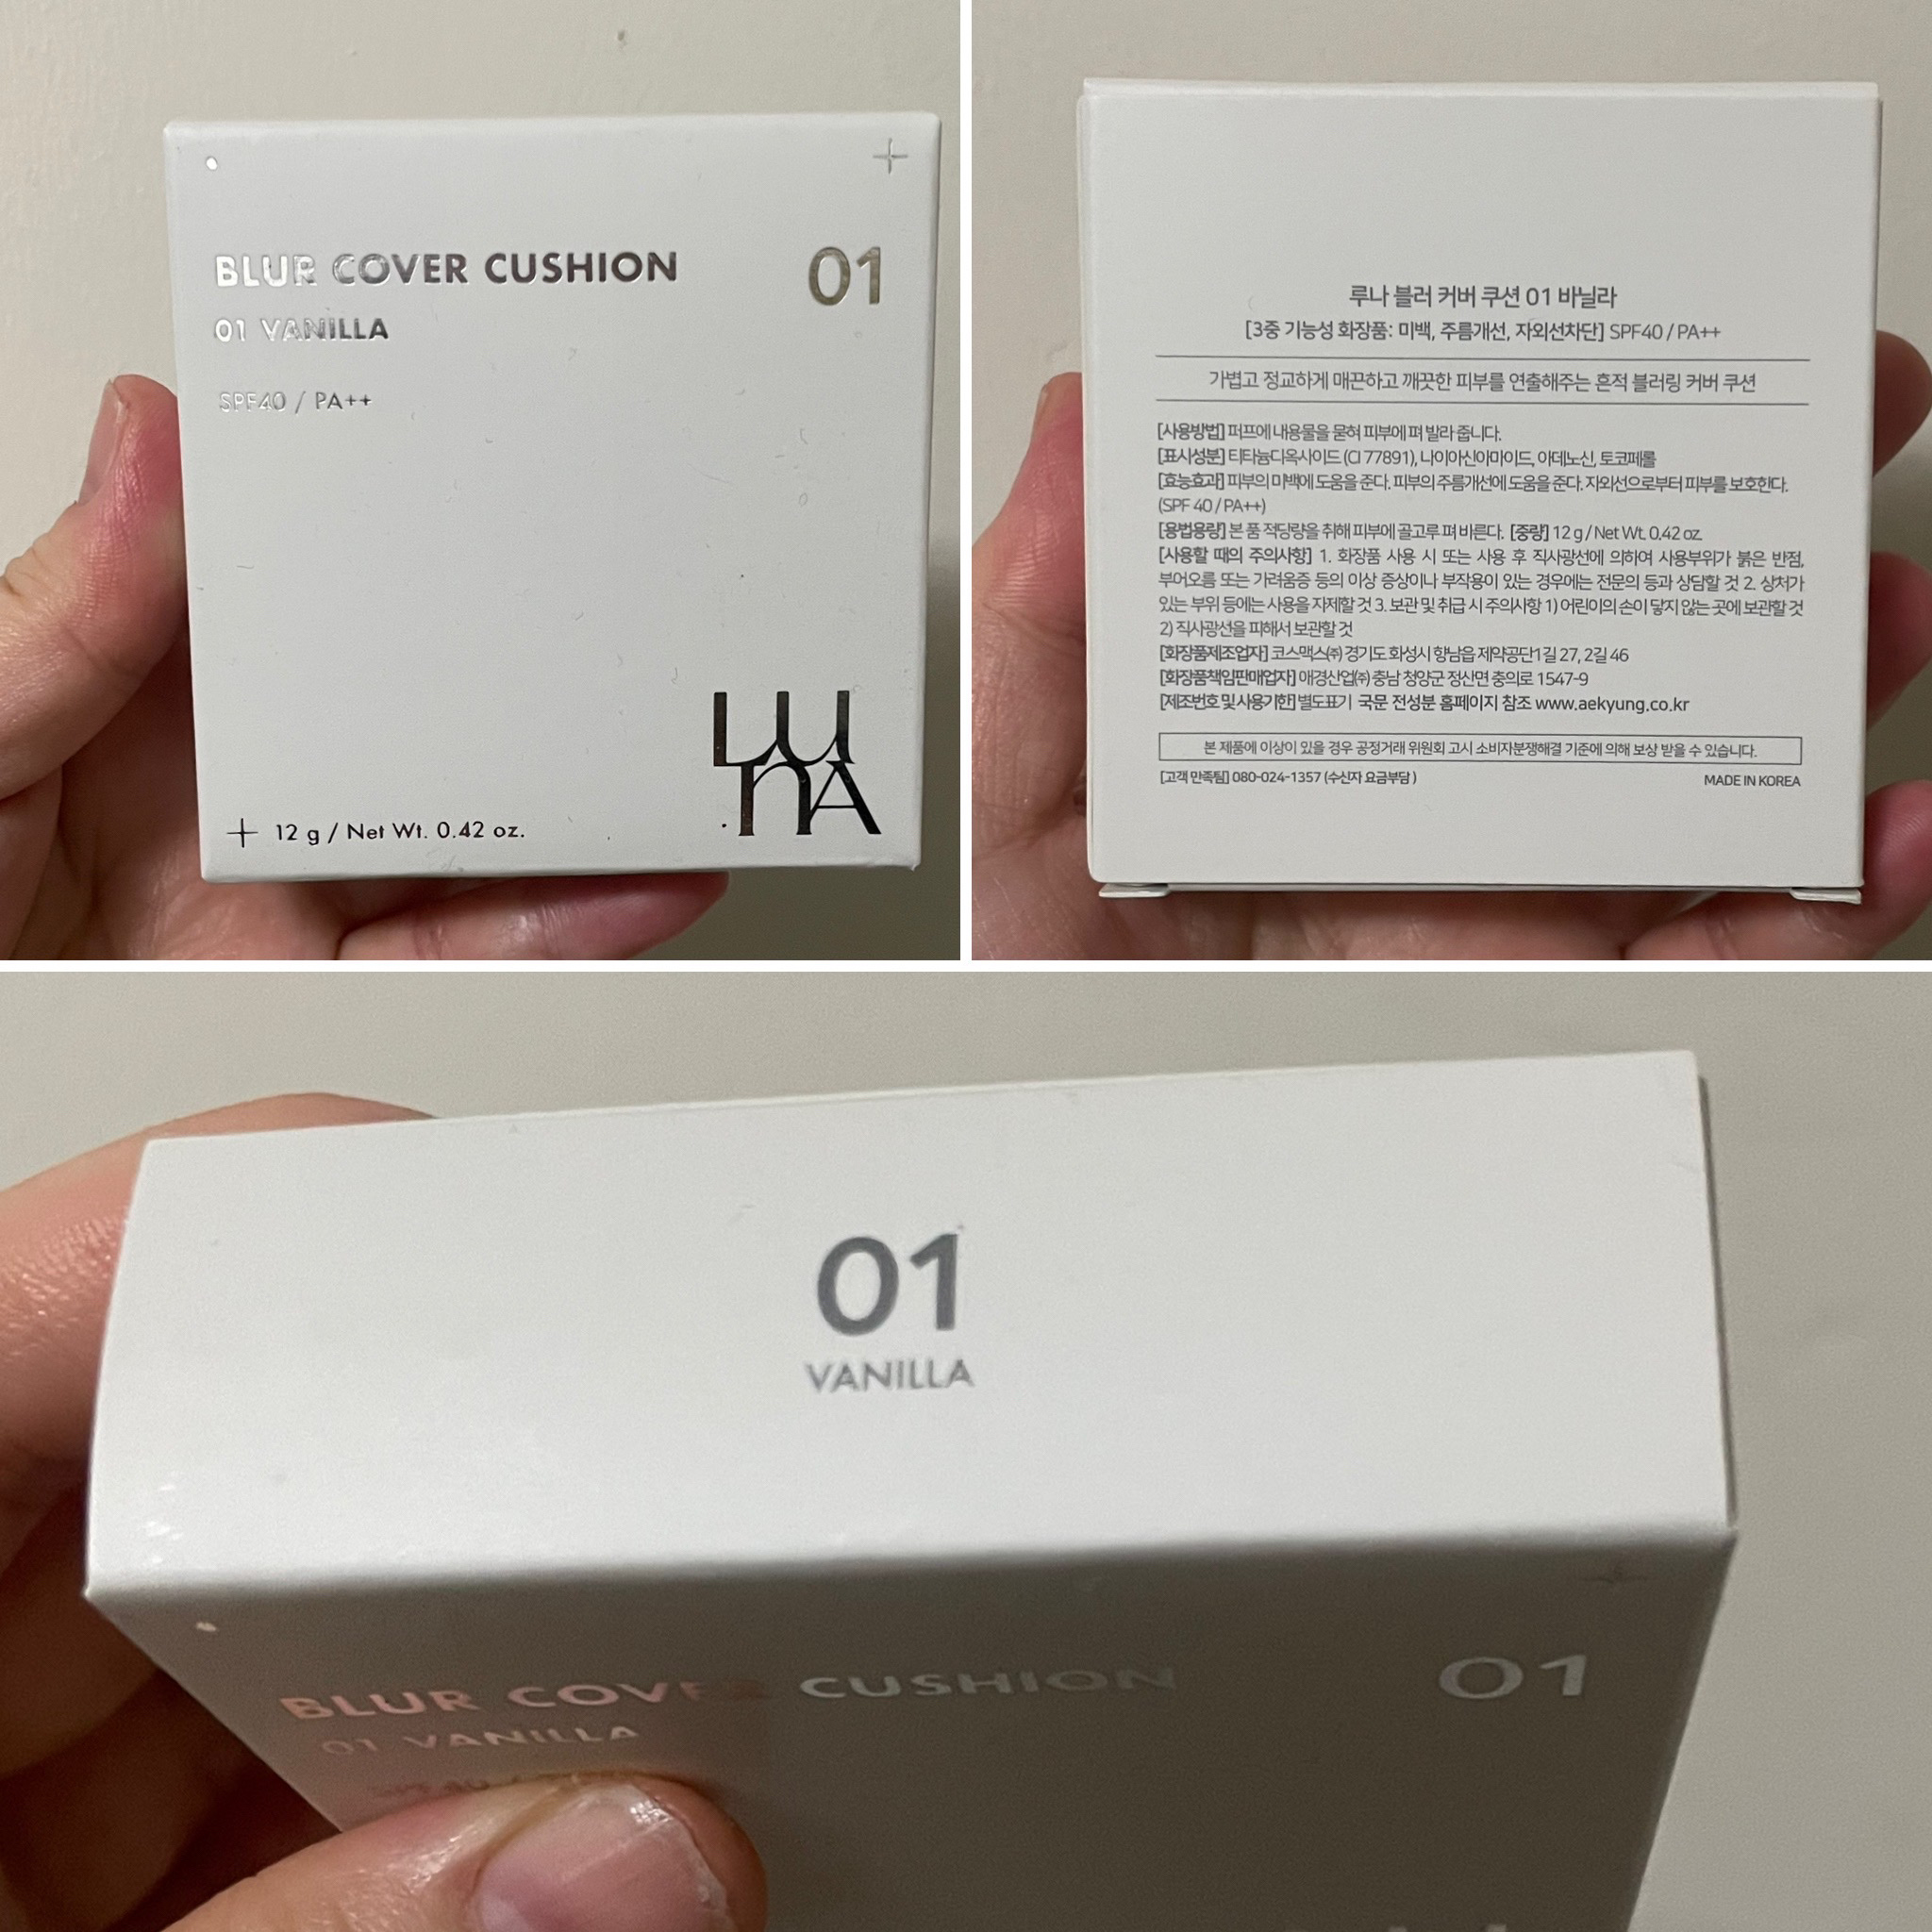 BLUR COVER CUSHION
01
01 VANILLA
SPF40 / PA++
12 g / Net Wt. 0.42 oz.
LUnA
루나 블러 커버 쿠션 01 바닐라
[3중 기능성 화장품: 미백, 주름개선, 자외선차단] SPF40 / PA++
가볍고 정교하게 매끈하고 깨끗한 피부를 연출해주는 흔적 블러링 커버 쿠션
[사용방법] 퍼프에 내용물을 묻혀 피부에 펴 발라 줍니다.
[표시성분] 티타늄디옥사이드 (CI 77891), 나이아신아마이드, 아데노신, 토코페롤
[효능효과] 피부의 미백에 도움을 준다. 피부의 주름개선에 도움을 준다. 자외선으로부터 피부를 보호한다.
(SPF 40 / PA++)
[용법용량] 본 품 적당량을 취해 피부에 골고루 펴 바른다. [중량] 12 g / Net Wt. 0.42 oz.
[사용할 때의 주의사항] 1. 화장품 사용 시 또는 사용 후 직사광선에 의하여 사용부위가 붉은 반점,
부어오름 또는 가려움증 등의 이상 증상이나 부작용이 있는 경우에는 전문의 등과 상담할 것 2. 상처가
있는 부위 등에는 사용을 자제할 것 3. 보관 및 취급 시 주의사항 1) 어린이의 손이 닿지 않는 곳에 보관할 것
2) 직사광선을 피해서 보관할 것
[화장품제조업자] 코스맥스㈜ 경기도 화성시 향남읍 제약공단1길 27, 2길 46
[화장품책임판매업자] 애경산업㈜ 충남 청양군 정산면 충의로 1547-9
[제조번호 및 사용기한] 별도표기 국문 전성분 홈페이지 참조 www.aekyung.co.kr
본 제품에 이상이 있을 경우 공정거래 위원회 고시 소비자분쟁해결 기준에 의해 보상 받을 수 있습니다.
[고객 만족팀] 080-024-1357 (수신자 요금부담)
MADE IN KOREA
01
VANILLA
BLUR COVER CUSHION
01
01 VANILLA